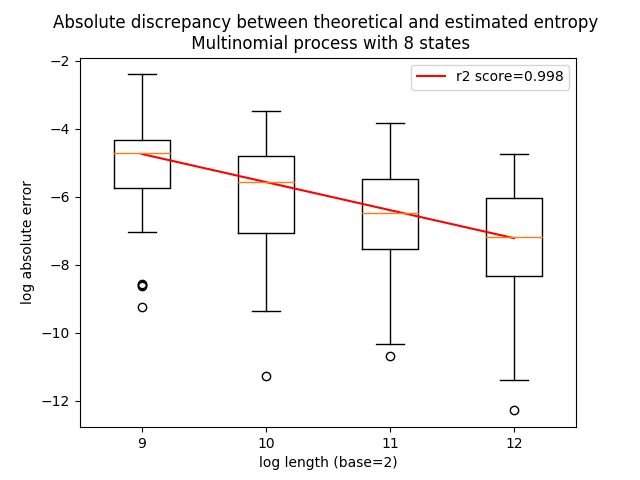 Absolute discrepancy between theoretical and estimated entropy
Multinomial process with 8 states
r2 score=0.998
−2
−4
−6
−8
−10
−12
log absolute error
9 10 11 12
log length (base=2)